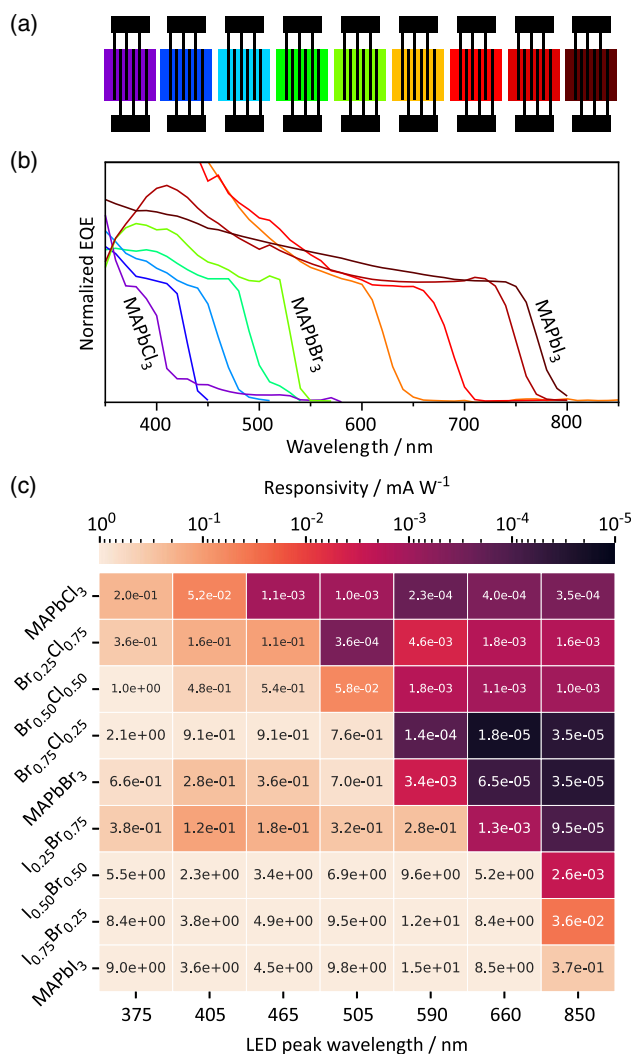 (a)
(b)
Normalized EQE
MAPbCl₃
MAPbBr₃
MAPbI₃
400 500 600 700 800
Wavelength / nm
(c)
Responsivity / mA W⁻¹
10⁰ 10⁻¹ 10⁻² 10⁻³ 10⁻⁴ 10⁻⁵
MAPbCl₃ 2.0e-01 5.2e-02 1.1e-03 1.0e-03 2.3e-04 4.0e-04 3.5e-04
Br₀.₂₅Cl₀.₇₅ 3.6e-01 1.6e-01 1.1e-01 3.6e-04 4.6e-03 1.8e-03 1.6e-03
Br₀.₅₀Cl₀.₅₀ 1.0e+00 4.8e-01 5.4e-01 5.8e-02 1.8e-03 1.1e-03 1.0e-03
Br₀.₇₅Cl₀.₂₅ 2.1e+00 9.1e-01 9.1e-01 7.6e-01 1.4e-04 1.8e-05 3.5e-05
MAPbBr₃ 6.6e-01 2.8e-01 3.6e-01 7.0e-01 3.4e-03 6.5e-05 3.5e-05
I₀.₂₅Br₀.₇₅ 3.8e-01 1.2e-01 1.8e-01 3.2e-01 2.8e-01 1.3e-03 9.5e-05
I₀.₅₀Br₀.₅₀ 5.5e+00 2.3e+00 3.4e+00 6.9e+00 9.6e+00 5.2e+00 2.6e-03
I₀.₇₅Br₀.₂₅ 8.4e+00 3.8e+00 4.9e+00 9.5e+00 1.2e+01 8.4e+00 3.6e-02
MAPbI₃ 9.0e+00 3.6e+00 4.5e+00 9.8e+00 1.5e+01 8.5e+00 3.7e-01
375 405 465 505 590 660 850
LED peak wavelength / nm